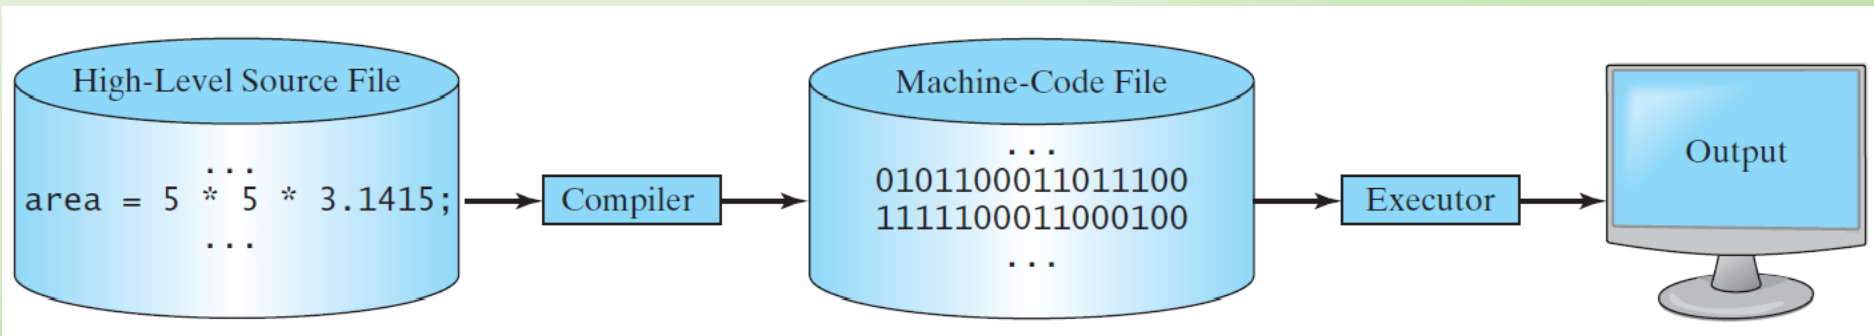 High-Level Source File
...
area = 5 * 5 * 3.1415;
...
Compiler
Machine-Code File
...
0101100011011100
1111100011000100
...
Executor
Output